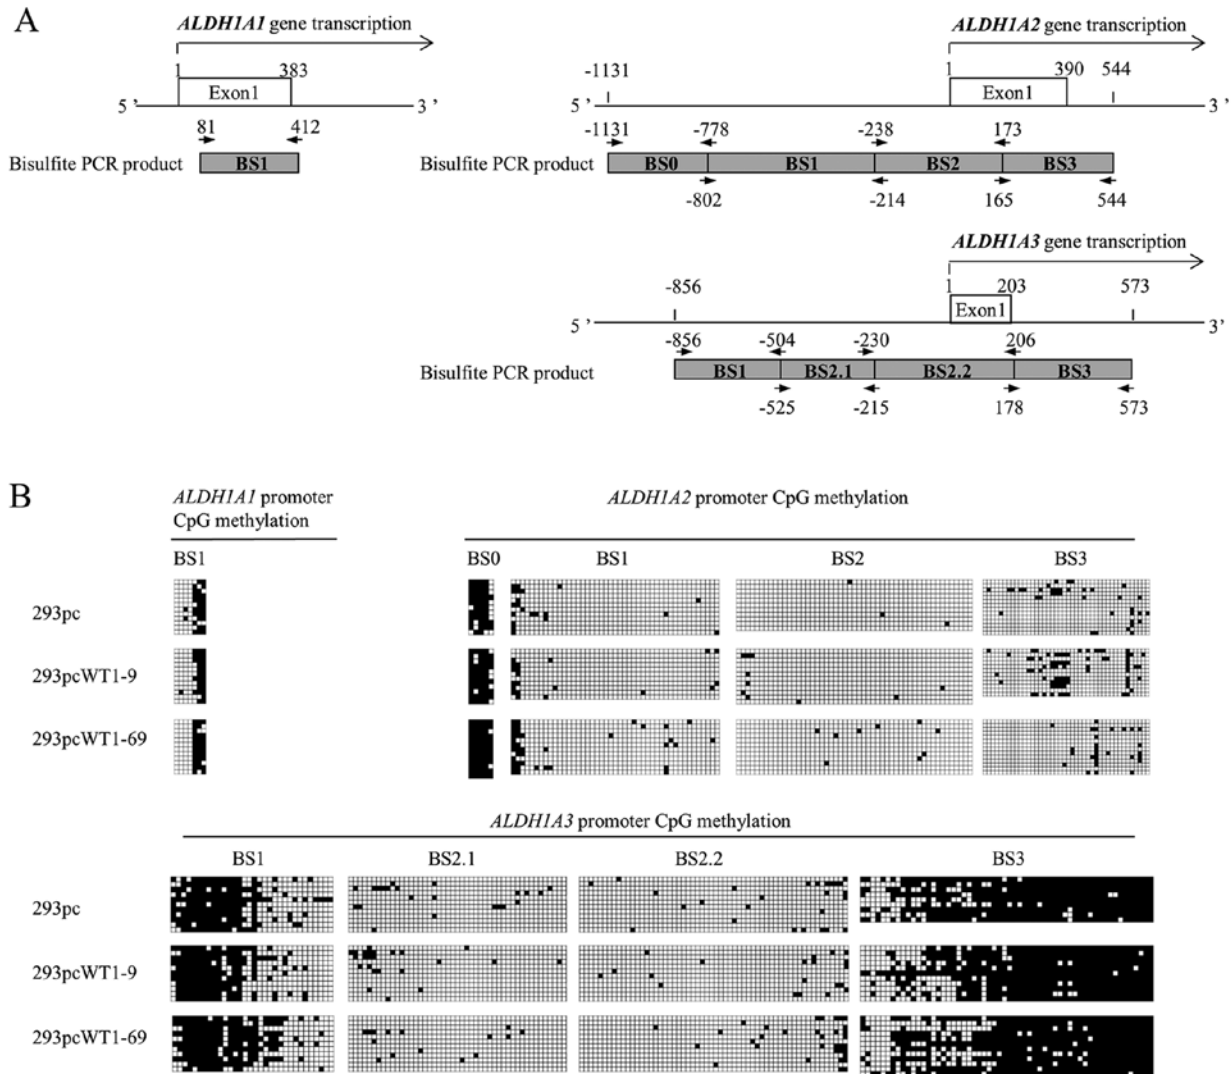 A
ALDH1A1 gene transcription
1 383
Exon1
5 ’ 3 ’
81 412
Bisulfite PCR product BS1
ALDH1A2 gene transcription
-1131 1 390 544
Exon1
5 ’ 3 ’
-1131 -778 -238 173
Bisulfite PCR product BS0 BS1 BS2 BS3
-802 -214 165 544
ALDH1A3 gene transcription
-856 1 203 573
Exon1
5 ’ 3’
-856 -504 -230 206
Bisulfite PCR product BS1 BS2.1 BS2.2 BS3
-525 -215 178 573
B
ALDH1A1 promoter
CpG methylation
ALDH1A2 promoter CpG methylation
BS1 BS0 BS1 BS2 BS3
293pc
293pcWT1-9
293pcWT1-69
ALDH1A3 promoter CpG methylation
BS1 BS2.1 BS2.2 BS3
293pc
293pcWT1-9
293pcWT1-69